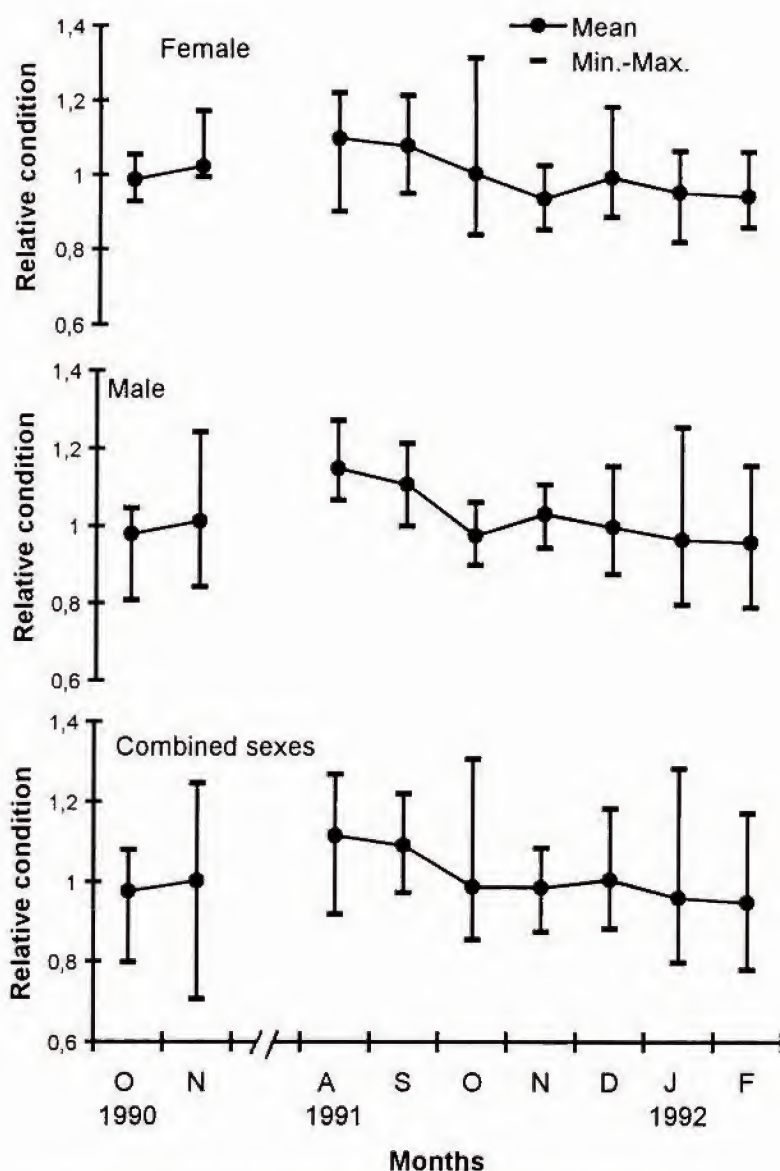 Mean
Min.-Max.
Female
Relative condition
1,4
1,2
1
0,8
0,6
Male
Relative condition
1,4
1,2
1
0,8
0,6
Combined sexes
Relative condition
1,4
1,2
1
0,8
0,6
O N A S O N D J F
1990 1991 1992
Months